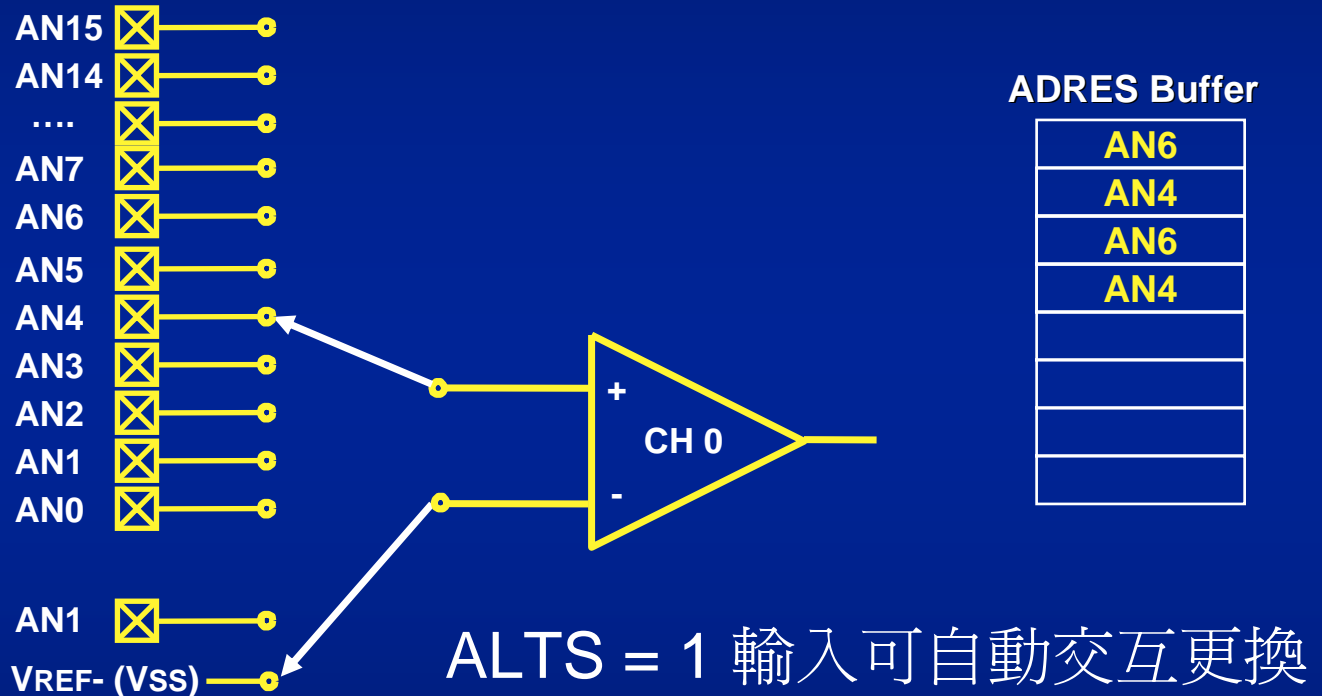 AN15
AN14
....
AN7
AN6
AN5
AN4
AN3
AN2
AN1
AN0
AN1
VREF- (VSS)
+
CH 0
-
ADRES Buffer
AN6
AN4
AN6
AN4
ALTS = 1 輸入可自動交互更換